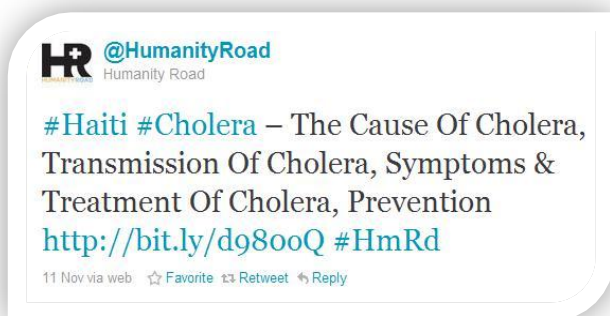 HR
HUMANITYROAD
@HumanityRoad
Humanity Road
#Haiti #Cholera – The Cause Of Cholera,
Transmission Of Cholera, Symptoms &
Treatment Of Cholera, Prevention
http://bit.ly/d98ooQ #HmRd
11 Nov via web Favorite Retweet Reply